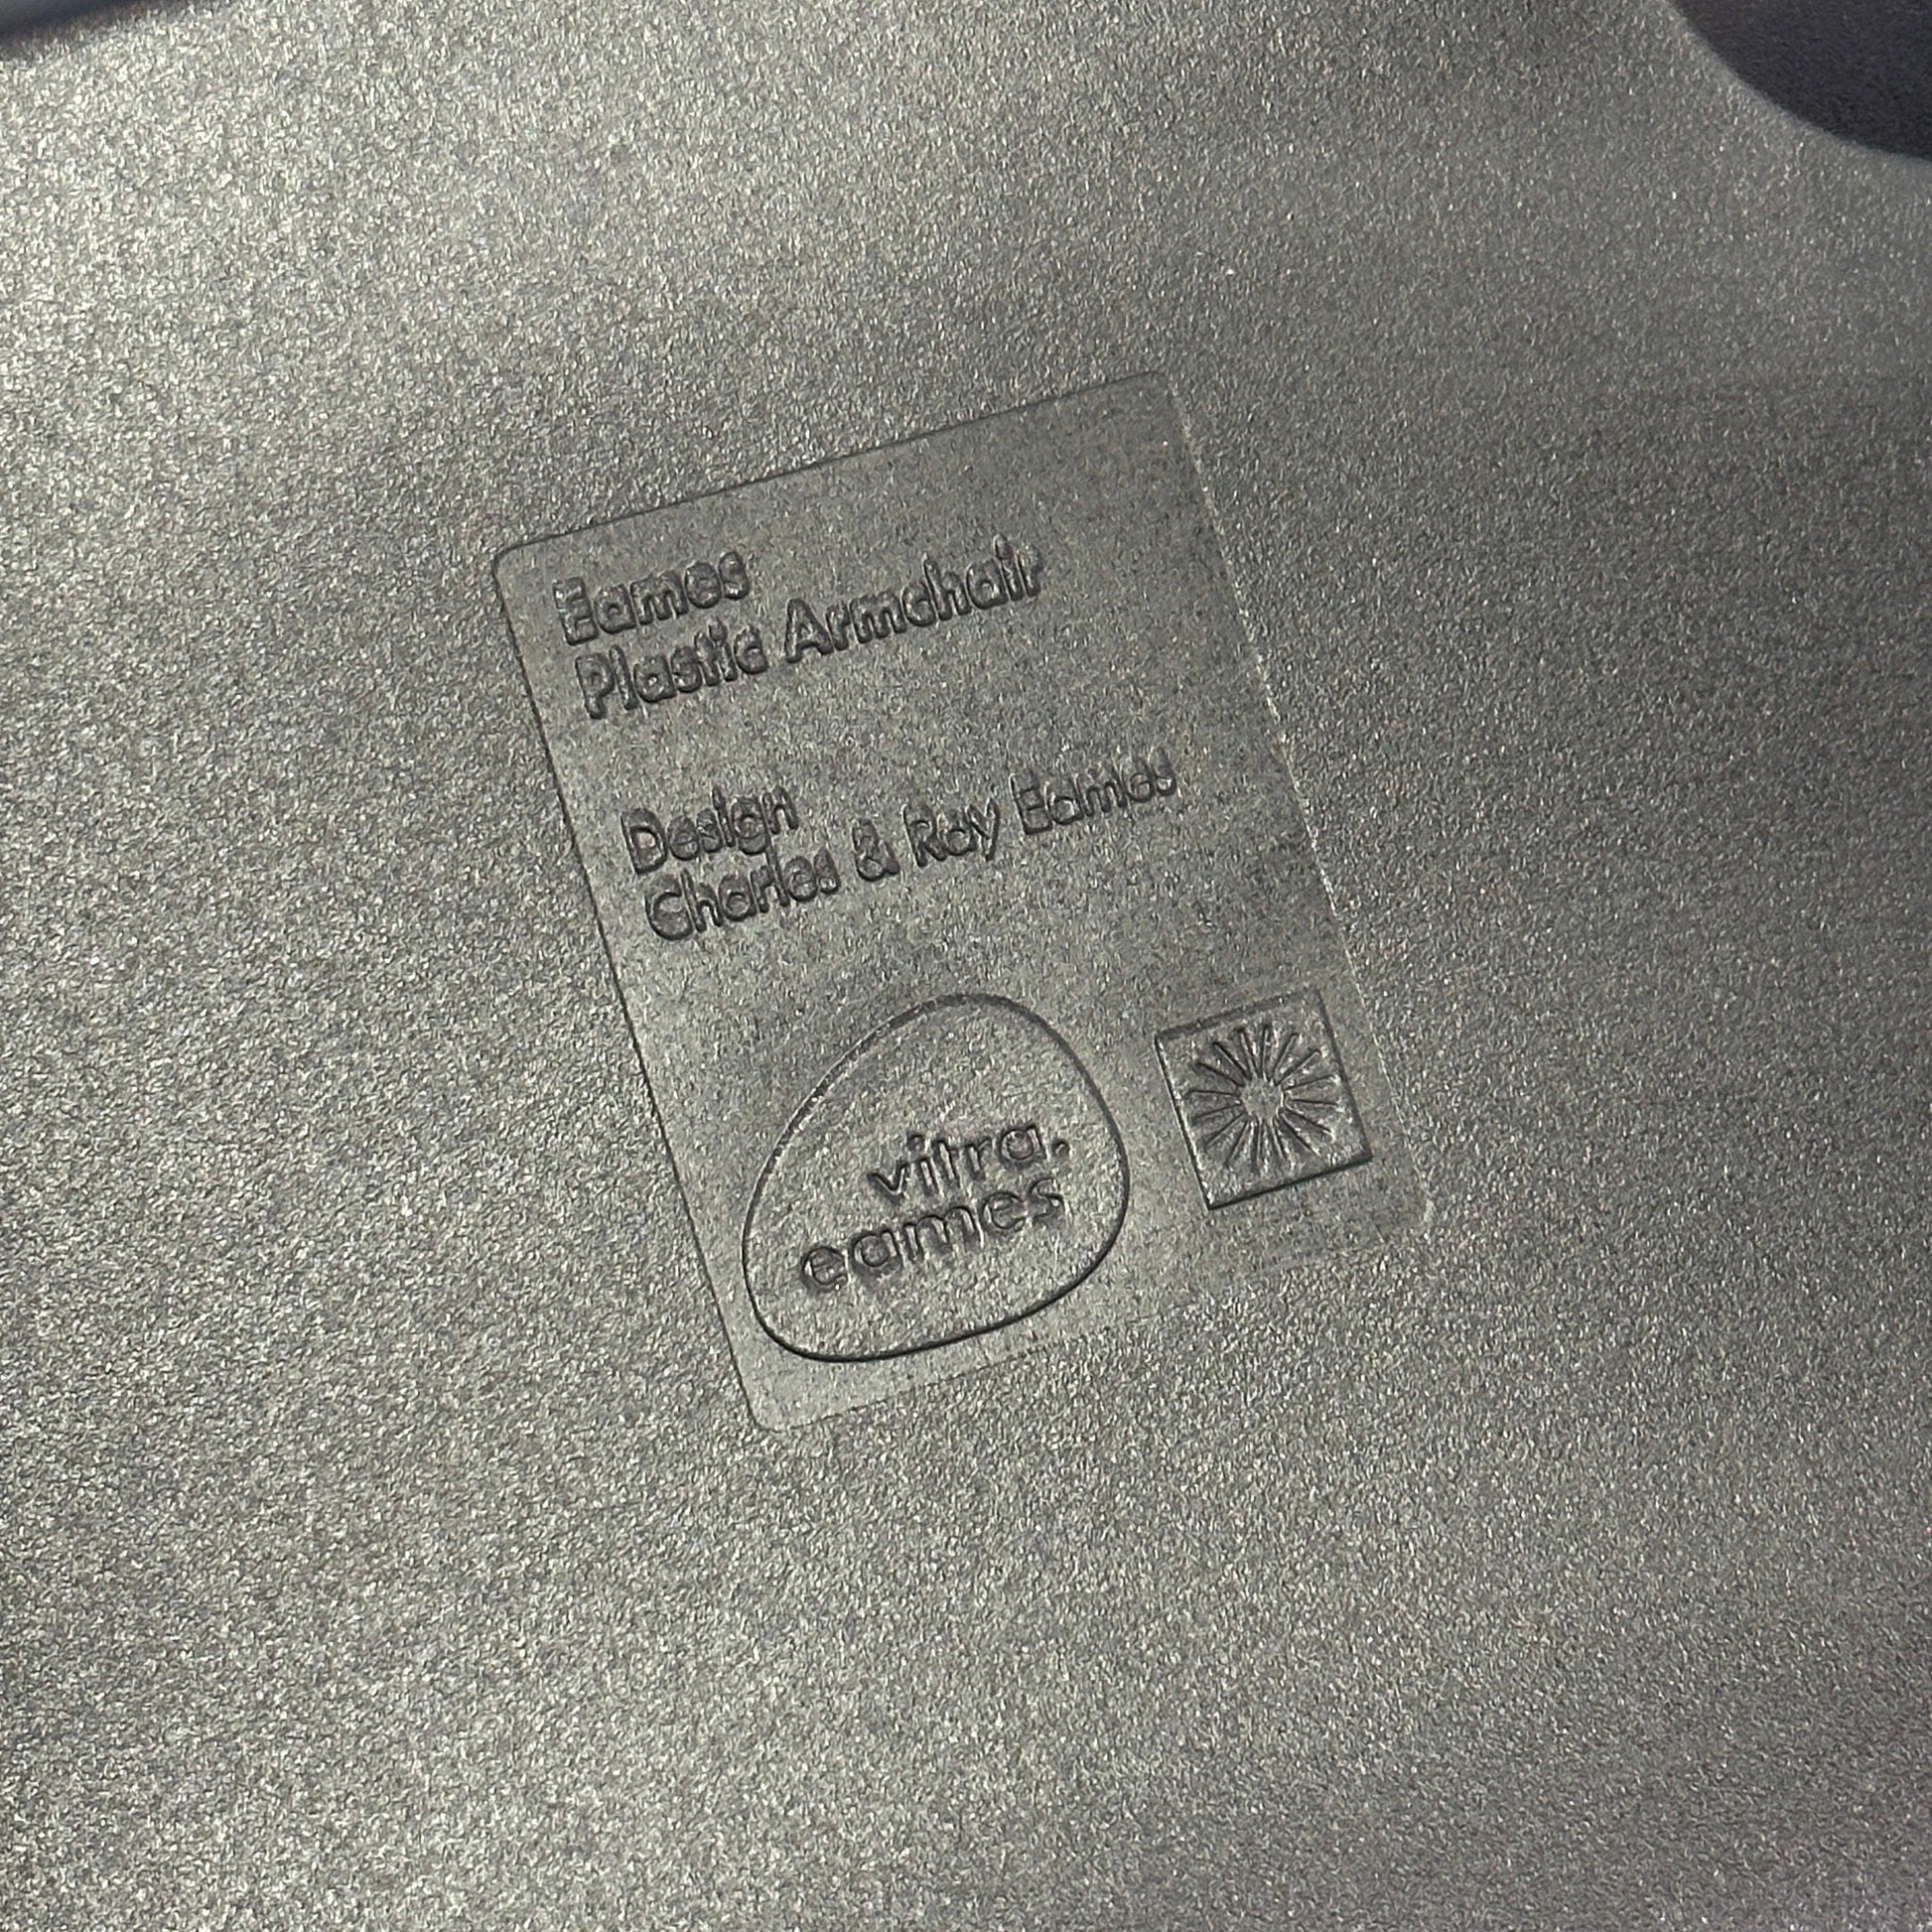 Eames
Plastic Armchair
Design
Charles & Ray Eames
vitra.
eames